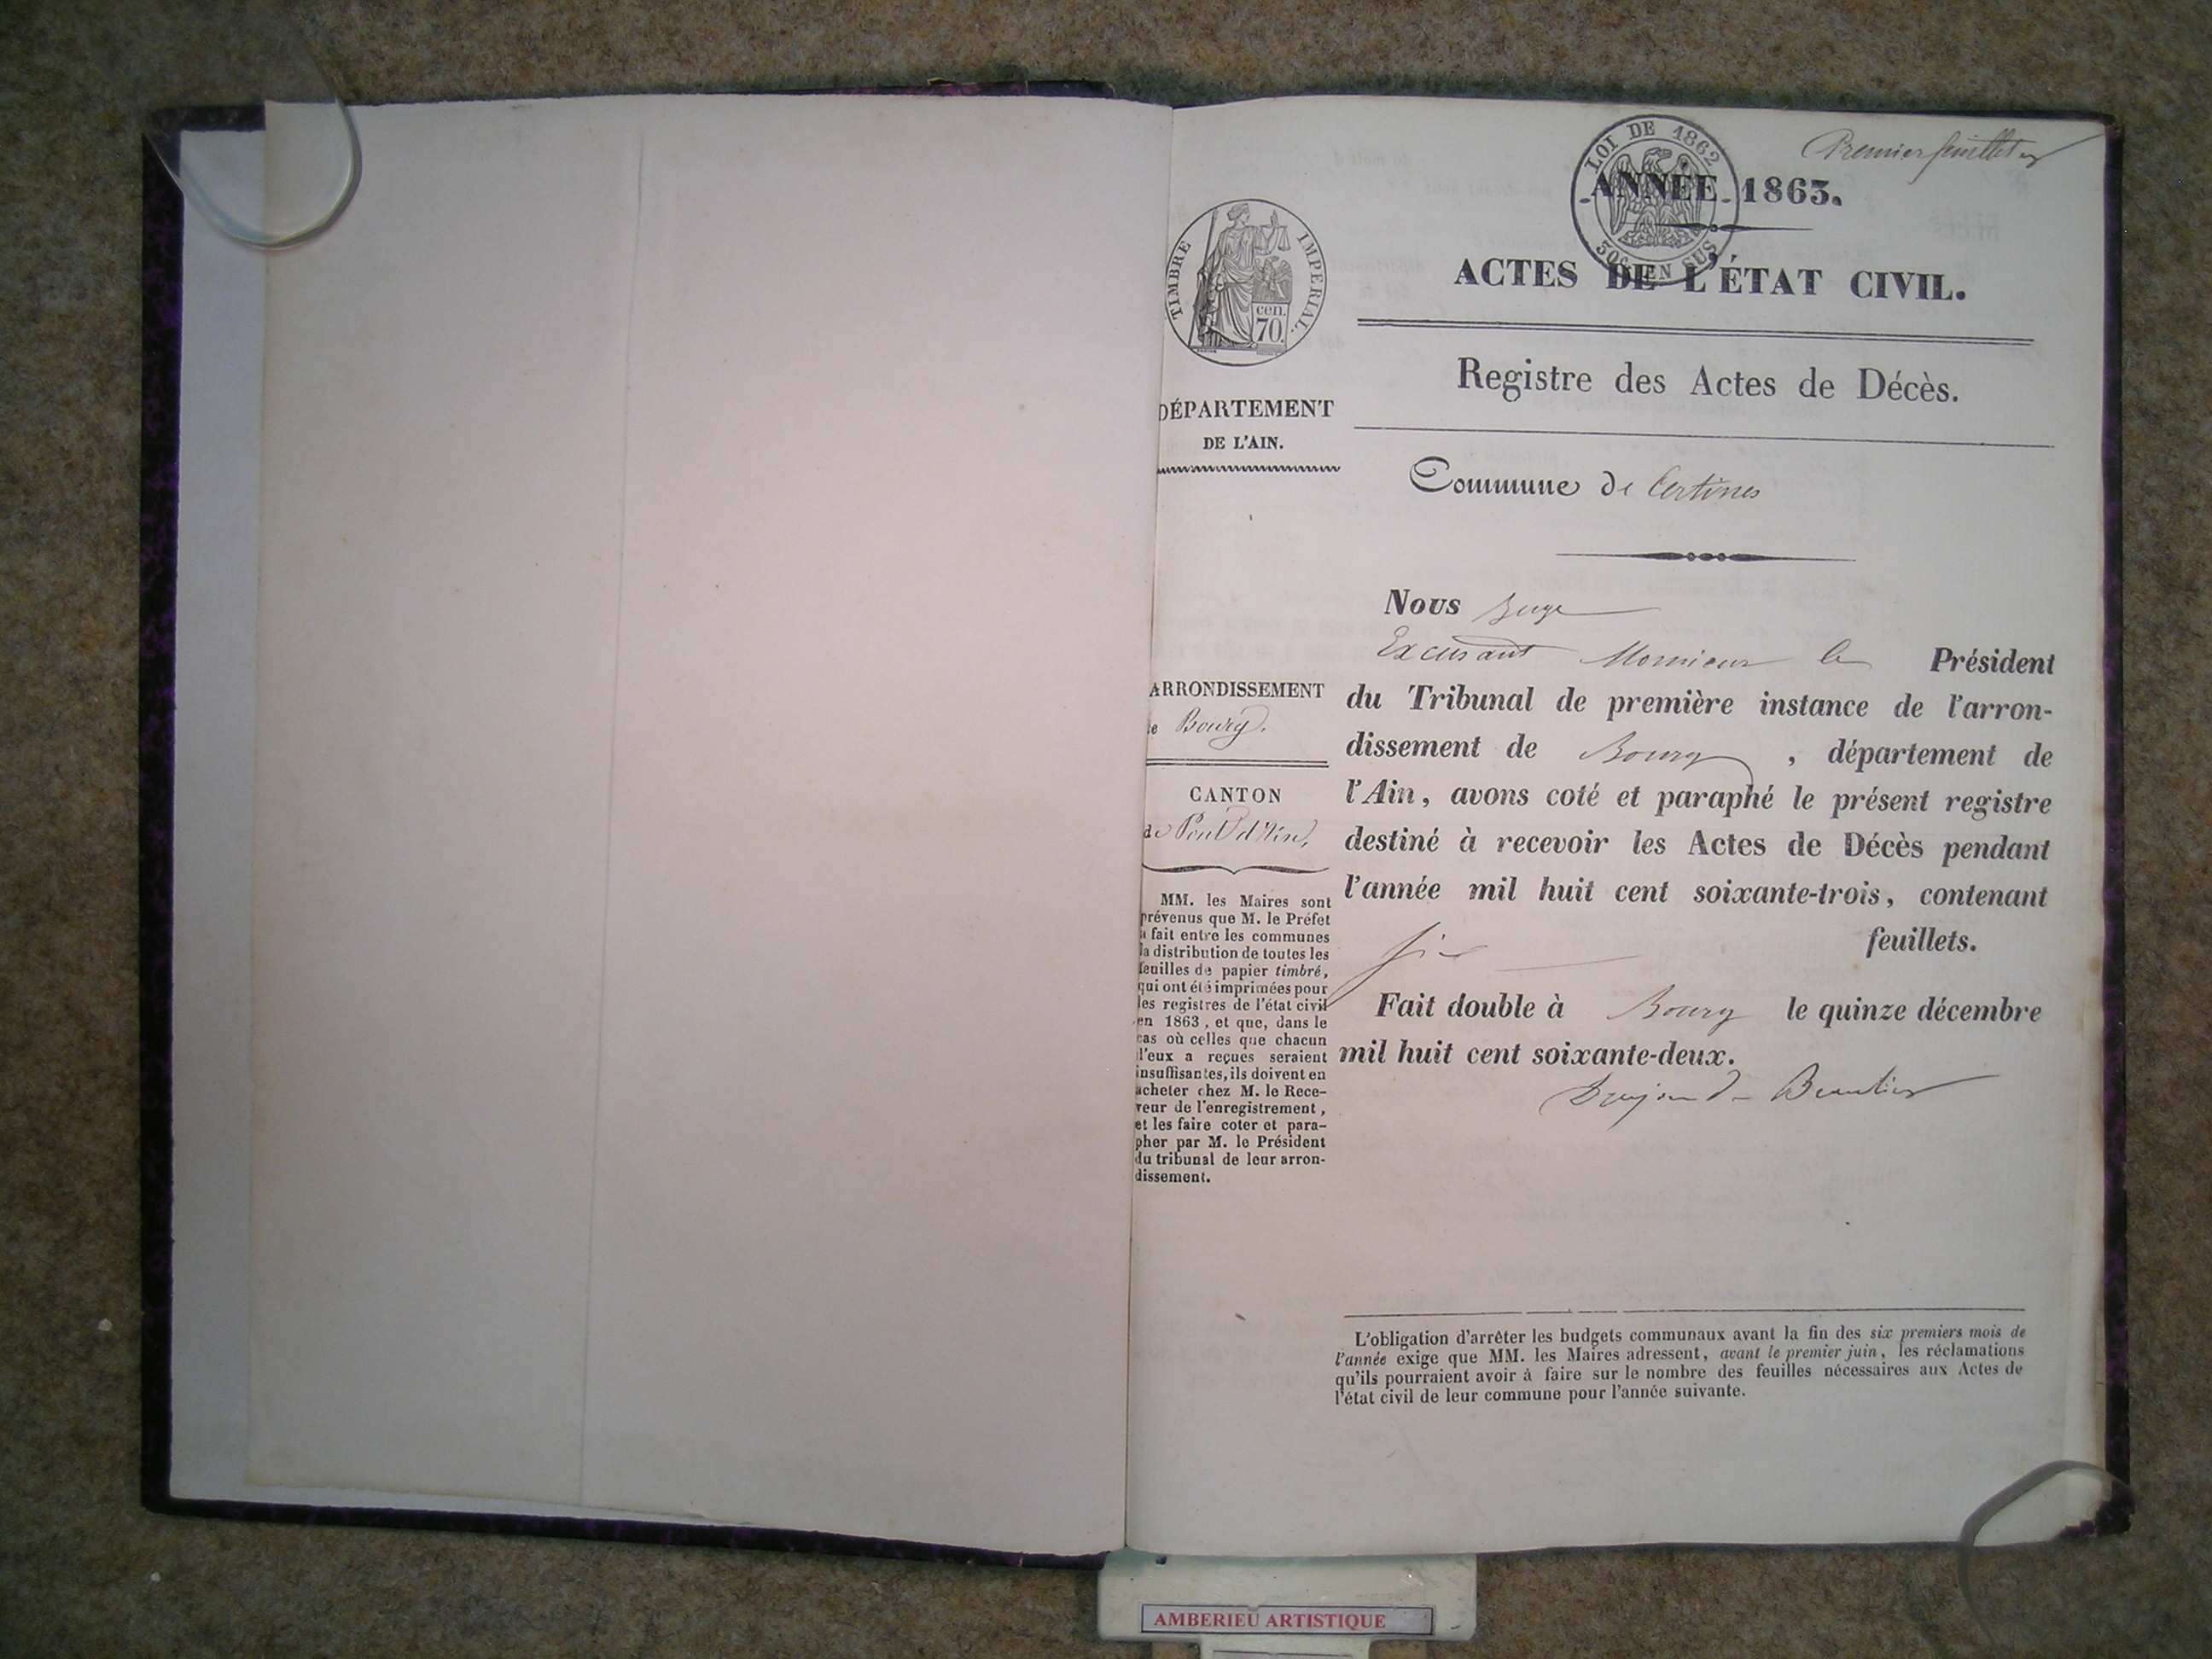 Premier feuillet
LOI DE 1862
30c. EN SUS
ANNÉE 1863.
ACTES DE L'ÉTAT CIVIL.
Registre des Actes de Décès.
Commune de Certines
TIMBRE IMPERIAL.
cen.
70.
DÉPARTEMENT
DE L'AIN.
ARRONDISSEMENT
de Bourg.
CANTON
de Pont d'Ain,
MM. les Maires sont
prévenus que M. le Préfet
a fait entre les communes
la distribution de toutes les
feuilles de papier timbré,
qui ont été imprimées pour
les registres de l'état civil
en 1863, et que, dans le
cas où celles que chacun
d'eux a reçues seraient
insuffisantes, ils doivent en
acheter chez M. le Rece-
veur de l'enregistrement,
et les faire coter et para-
pher par M. le Président
du tribunal de leur arron-
dissement.
Nous Juge
Excusant Monsieur le Président
du Tribunal de première instance de l'arron-
dissement de Bourg, département de
l'Ain, avons coté et paraphé le présent registre
destiné à recevoir les Actes de Décès pendant
l'année mil huit cent soixante-trois, contenant
feuillets.
Fait double à Bourg le quinze décembre
mil huit cent soixante-deux.
L'obligation d'arrêter les budgets communaux avant la fin des six premiers mois de
l'année exige que MM. les Maires adressent, avant le premier juin, les réclamations
qu'ils pourraient avoir à faire sur le nombre des feuilles nécessaires aux Actes de
l'état civil de leur commune pour l'année suivante.
AMBERIEU ARTISTIQUE